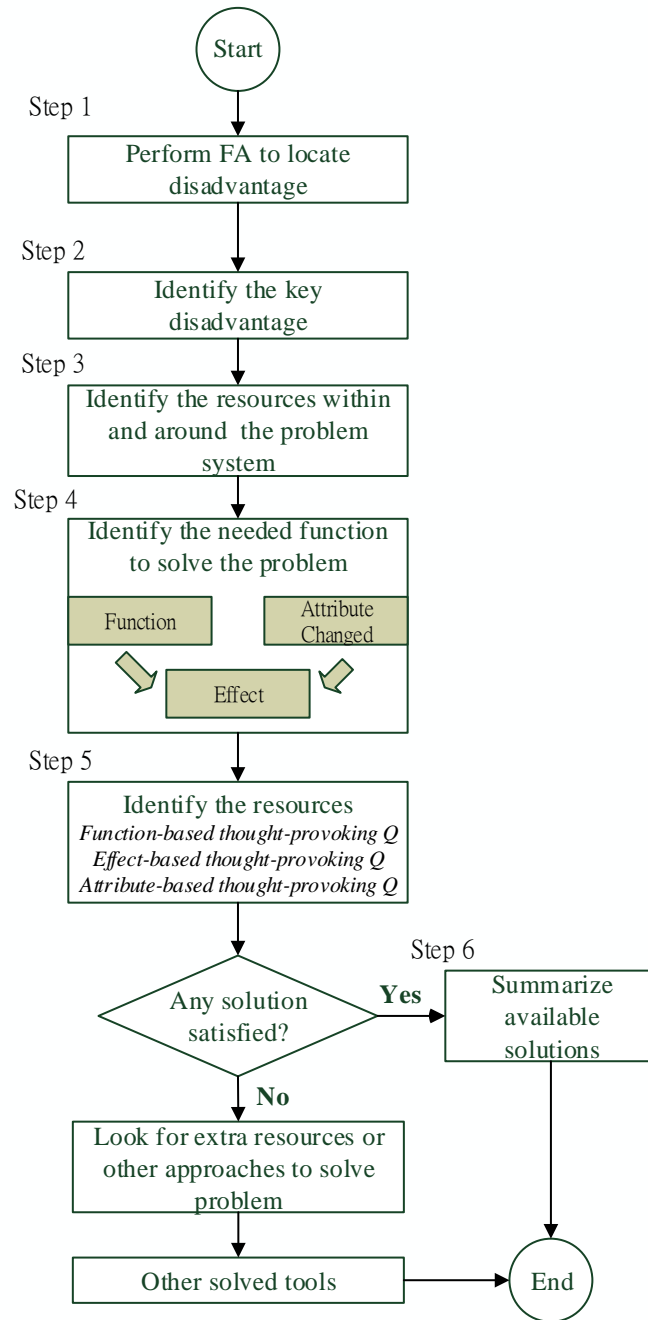 Start
Step 1
Perform FA to locate
disadvantage
Step 2
Identify the key
disadvantage
Step 3
Identify the resources within
and around the problem
system
Step 4
Identify the needed function
to solve the problem
Function
Attribute
Changed
Effect
Step 5
Identify the resources
Function-based thought-provoking Q
Effect-based thought-provoking Q
Attribute-based thought-provoking Q
Any solution
satisfied?
Yes
Step 6
Summarize
available
solutions
No
Look for extra resources or
other approaches to solve
problem
Other solved tools
End